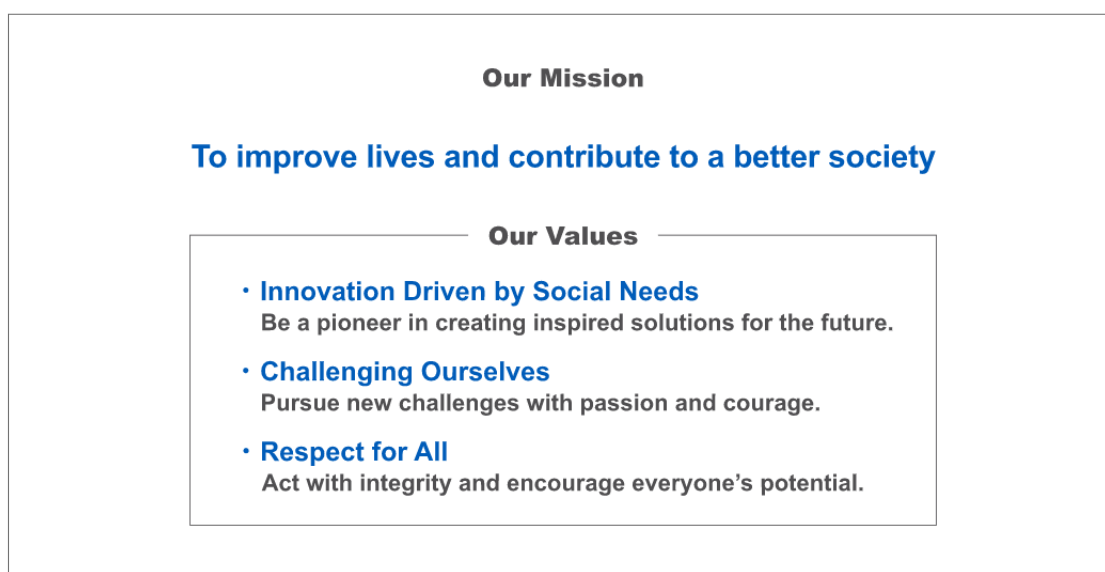 Our Mission
To improve lives and contribute to a better society
Our Values
・Innovation Driven by Social Needs
Be a pioneer in creating inspired solutions for the future.
・Challenging Ourselves
Pursue new challenges with passion and courage.
・Respect for All
Act with integrity and encourage everyone’s potential.